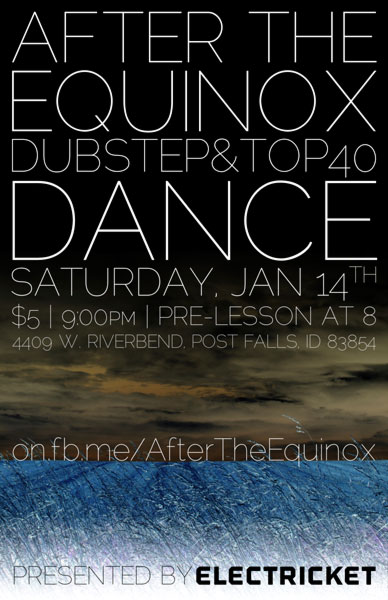 AFTER THE
EQUINOX
DUBSTEP&TOP40
DANCE
SATURDAY, JAN 14TH
$5 | 9:00PM | PRE-LESSON AT 8
4409 W. RIVERBEND, POST FALLS, ID 83854
on.fb.me/AfterTheEquinox
PRESENTED BY ELECTRICKET